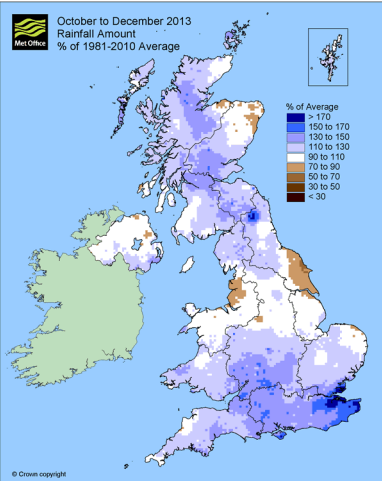 Met Office
October to December 2013
Rainfall Amount
% of 1981-2010 Average
% of Average
> 170
150 to 170
130 to 150
110 to 130
90 to 110
70 to 90
50 to 70
30 to 50
< 30
© Crown copyright